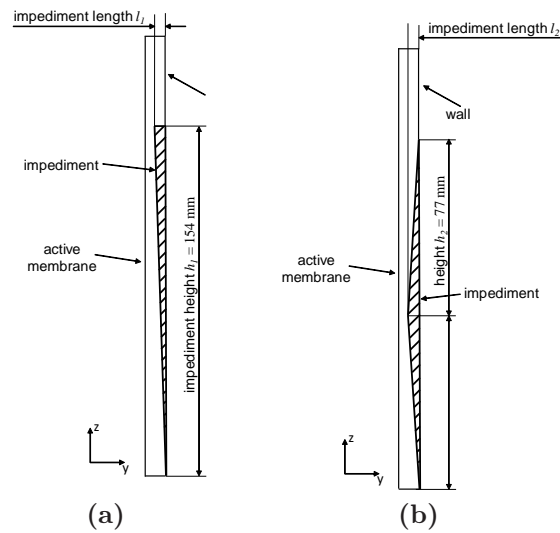 impediment length l1
impediment
active
membrane
impediment height h1 = 154 mm
z
y
(a)
impediment length l2
wall
active
membrane
height h2 = 77 mm
impediment
z
y
(b)